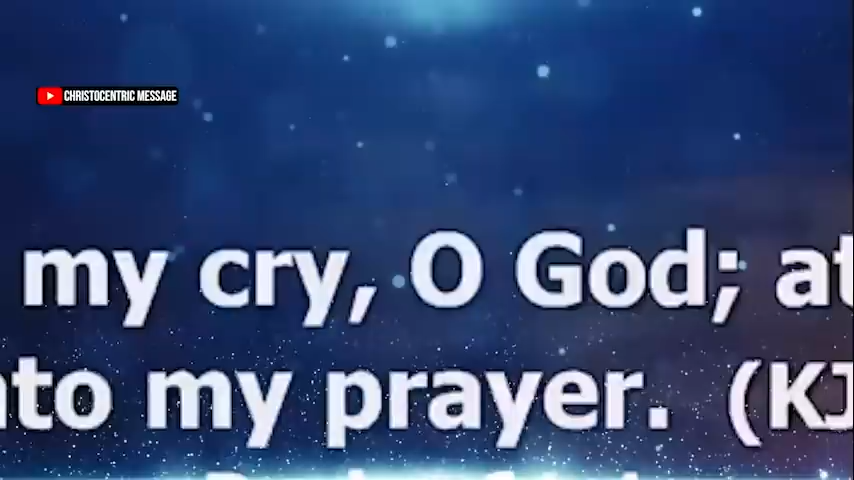 CHRISTOCENTRIC MESSAGE
my cry, O God; at
nto my prayer. (KJ